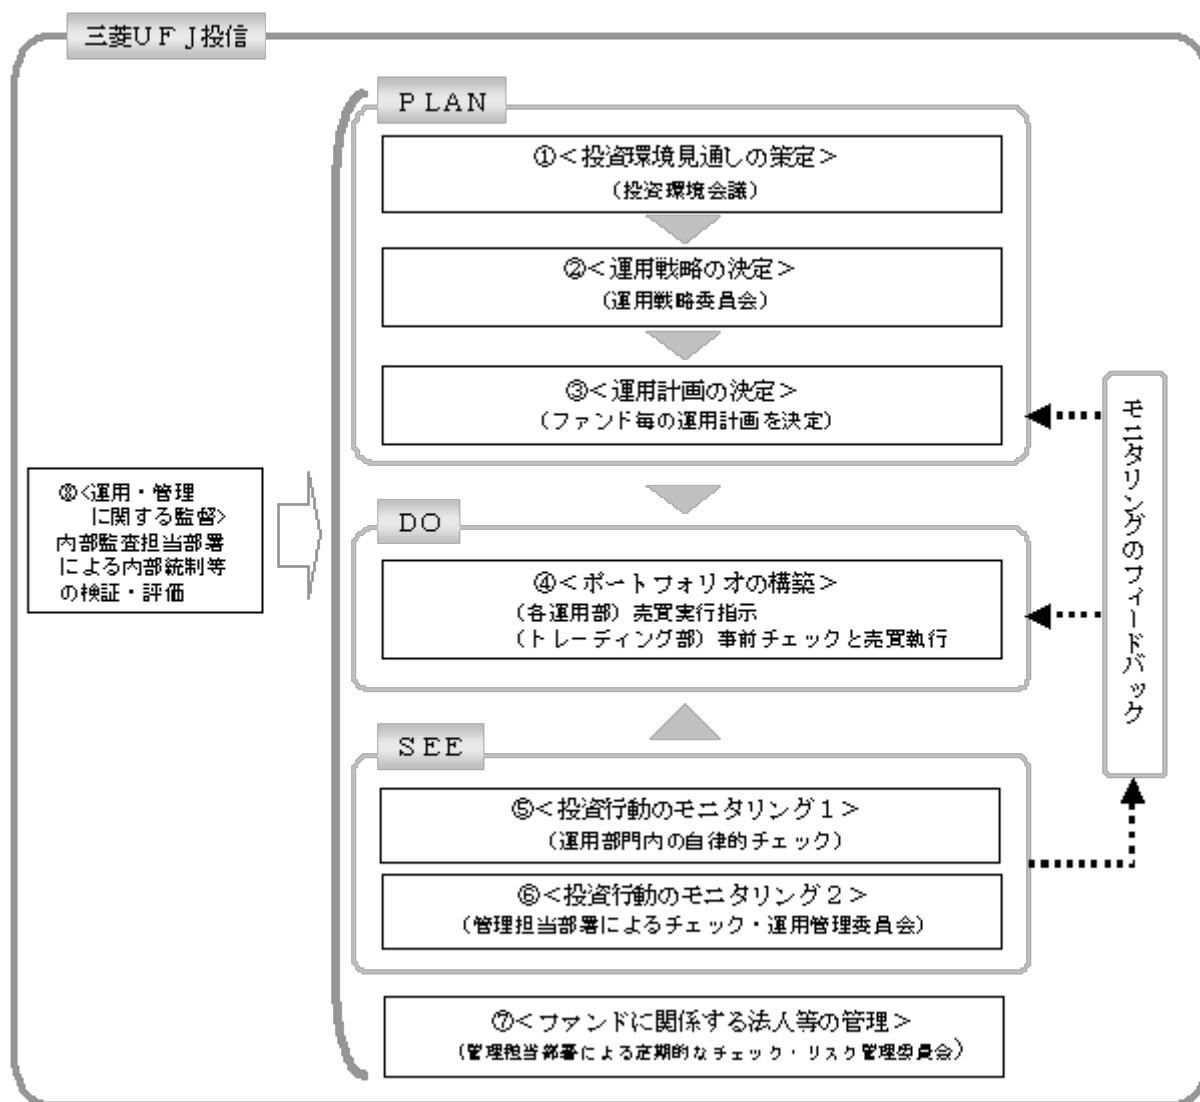 三菱UFJ投信
PLAN
①<投資環境見通しの策定>
(投資環境会議)
②<運用戦略の決定>
(運用戦略委員会)
③<運用計画の決定>
(ファンド毎の運用計画を決定)
⑧<運用・管理
に関する監督>
内部監査担当部署
による内部統制等
の検証・評価
DO
④<ポートフォリオの構築>
(各運用部)売買実行指示
(トレーディング部)事前チェックと売買執行
モニタリングのフィードバック
SEE
⑤<投資行動のモニタリング1>
(運用部門内の自律的チェック)
⑥<投資行動のモニタリング2>
(管理担当部署によるチェック・運用管理委員会)
⑦<ファンドに関係する法人等の管理>
(管理担当部署による定期的なチェック・リスク管理委員会)